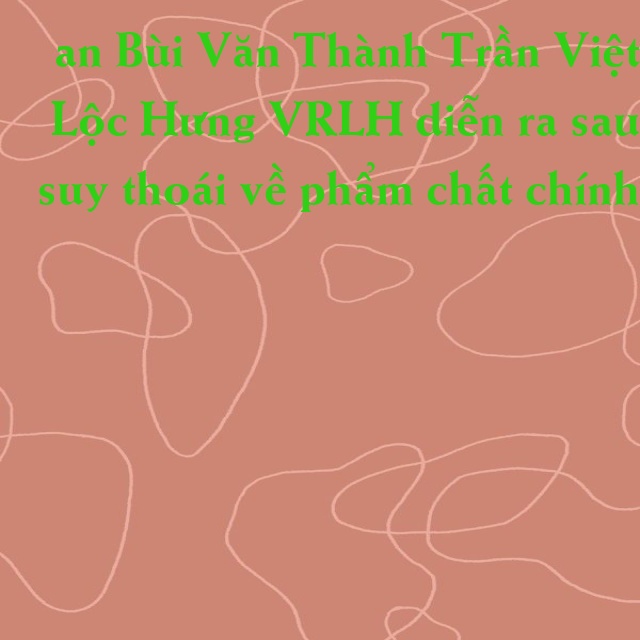 an Bùi Văn Thành Trần Việt
Lộc Hưng VRLH diễn ra sau
suy thoái về phẩm chất chính